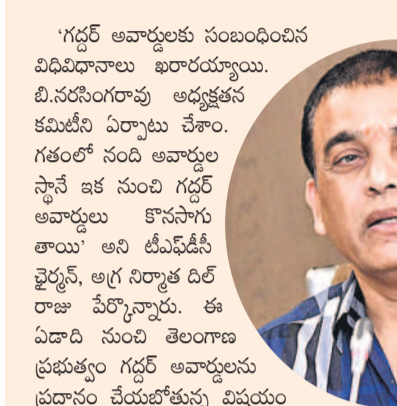 ‘గద్దర్ అవార్డులకు సంబంధించిన
విధివిధానాలు ఖరారయ్యాయి.
బి.నరసింగరావు అధ్యక్షతన
కమిటీని ఏర్పాటు చేశాం.
గతంలో నంది అవార్డుల
స్థానే ఇక నుంచి గద్దర్
అవార్డులు కొనసాగు
తాయి’ అని టీఎఫ్‌డీసీ
ఛైర్మన్, అగ్ర నిర్మాత దిల్
రాజు పేర్కొన్నారు. ఈ
ఏడాది నుంచి తెలంగాణ
ప్రభుత్వం గద్దర్ అవార్డులను
ప్రదానం చేయబోతున్న విషయం